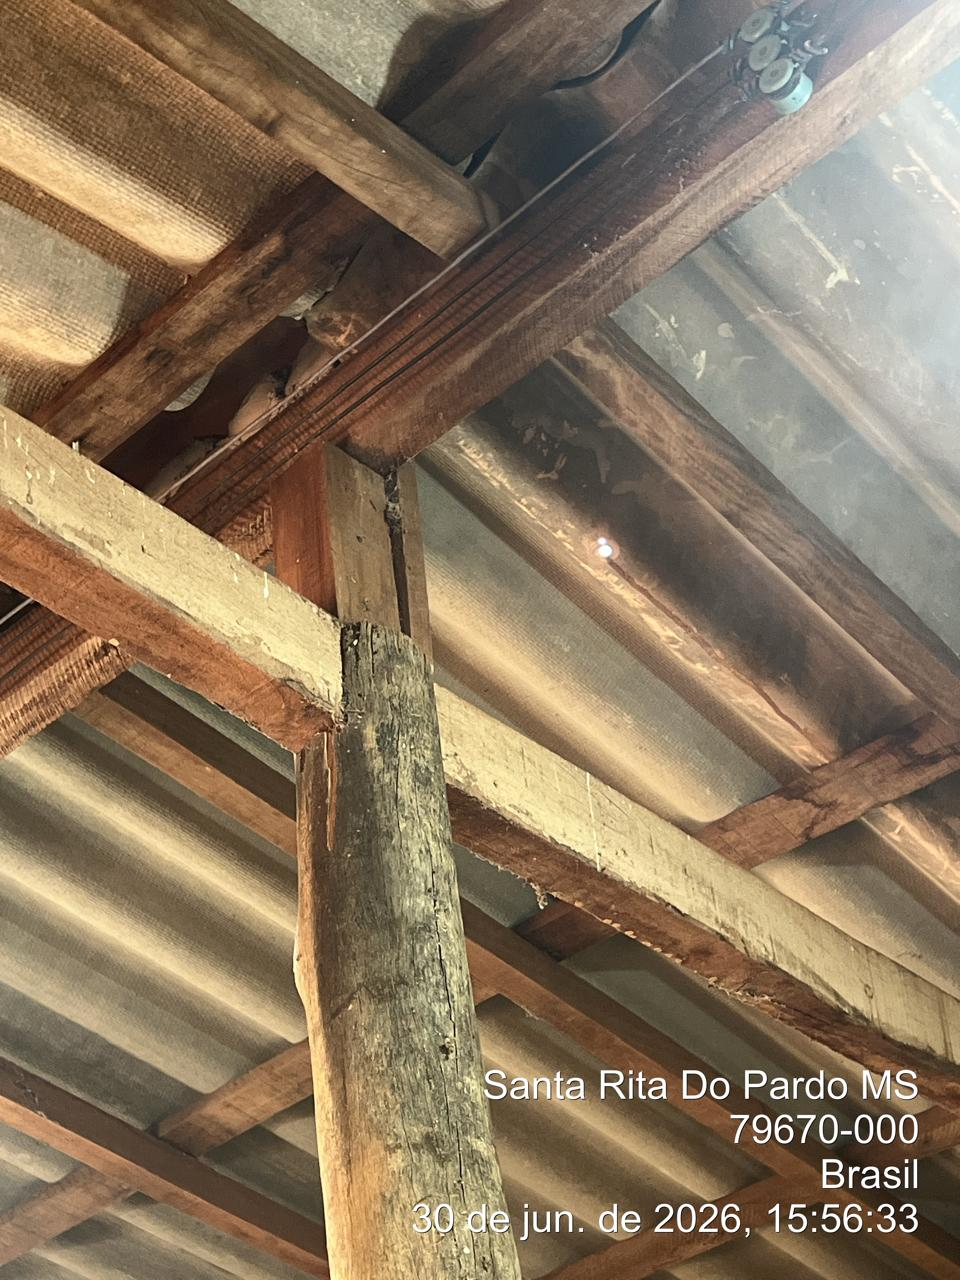 Santa Rita Do Pardo MS
79670-000
Brasil
30 de jun. de 2026, 15:56:33